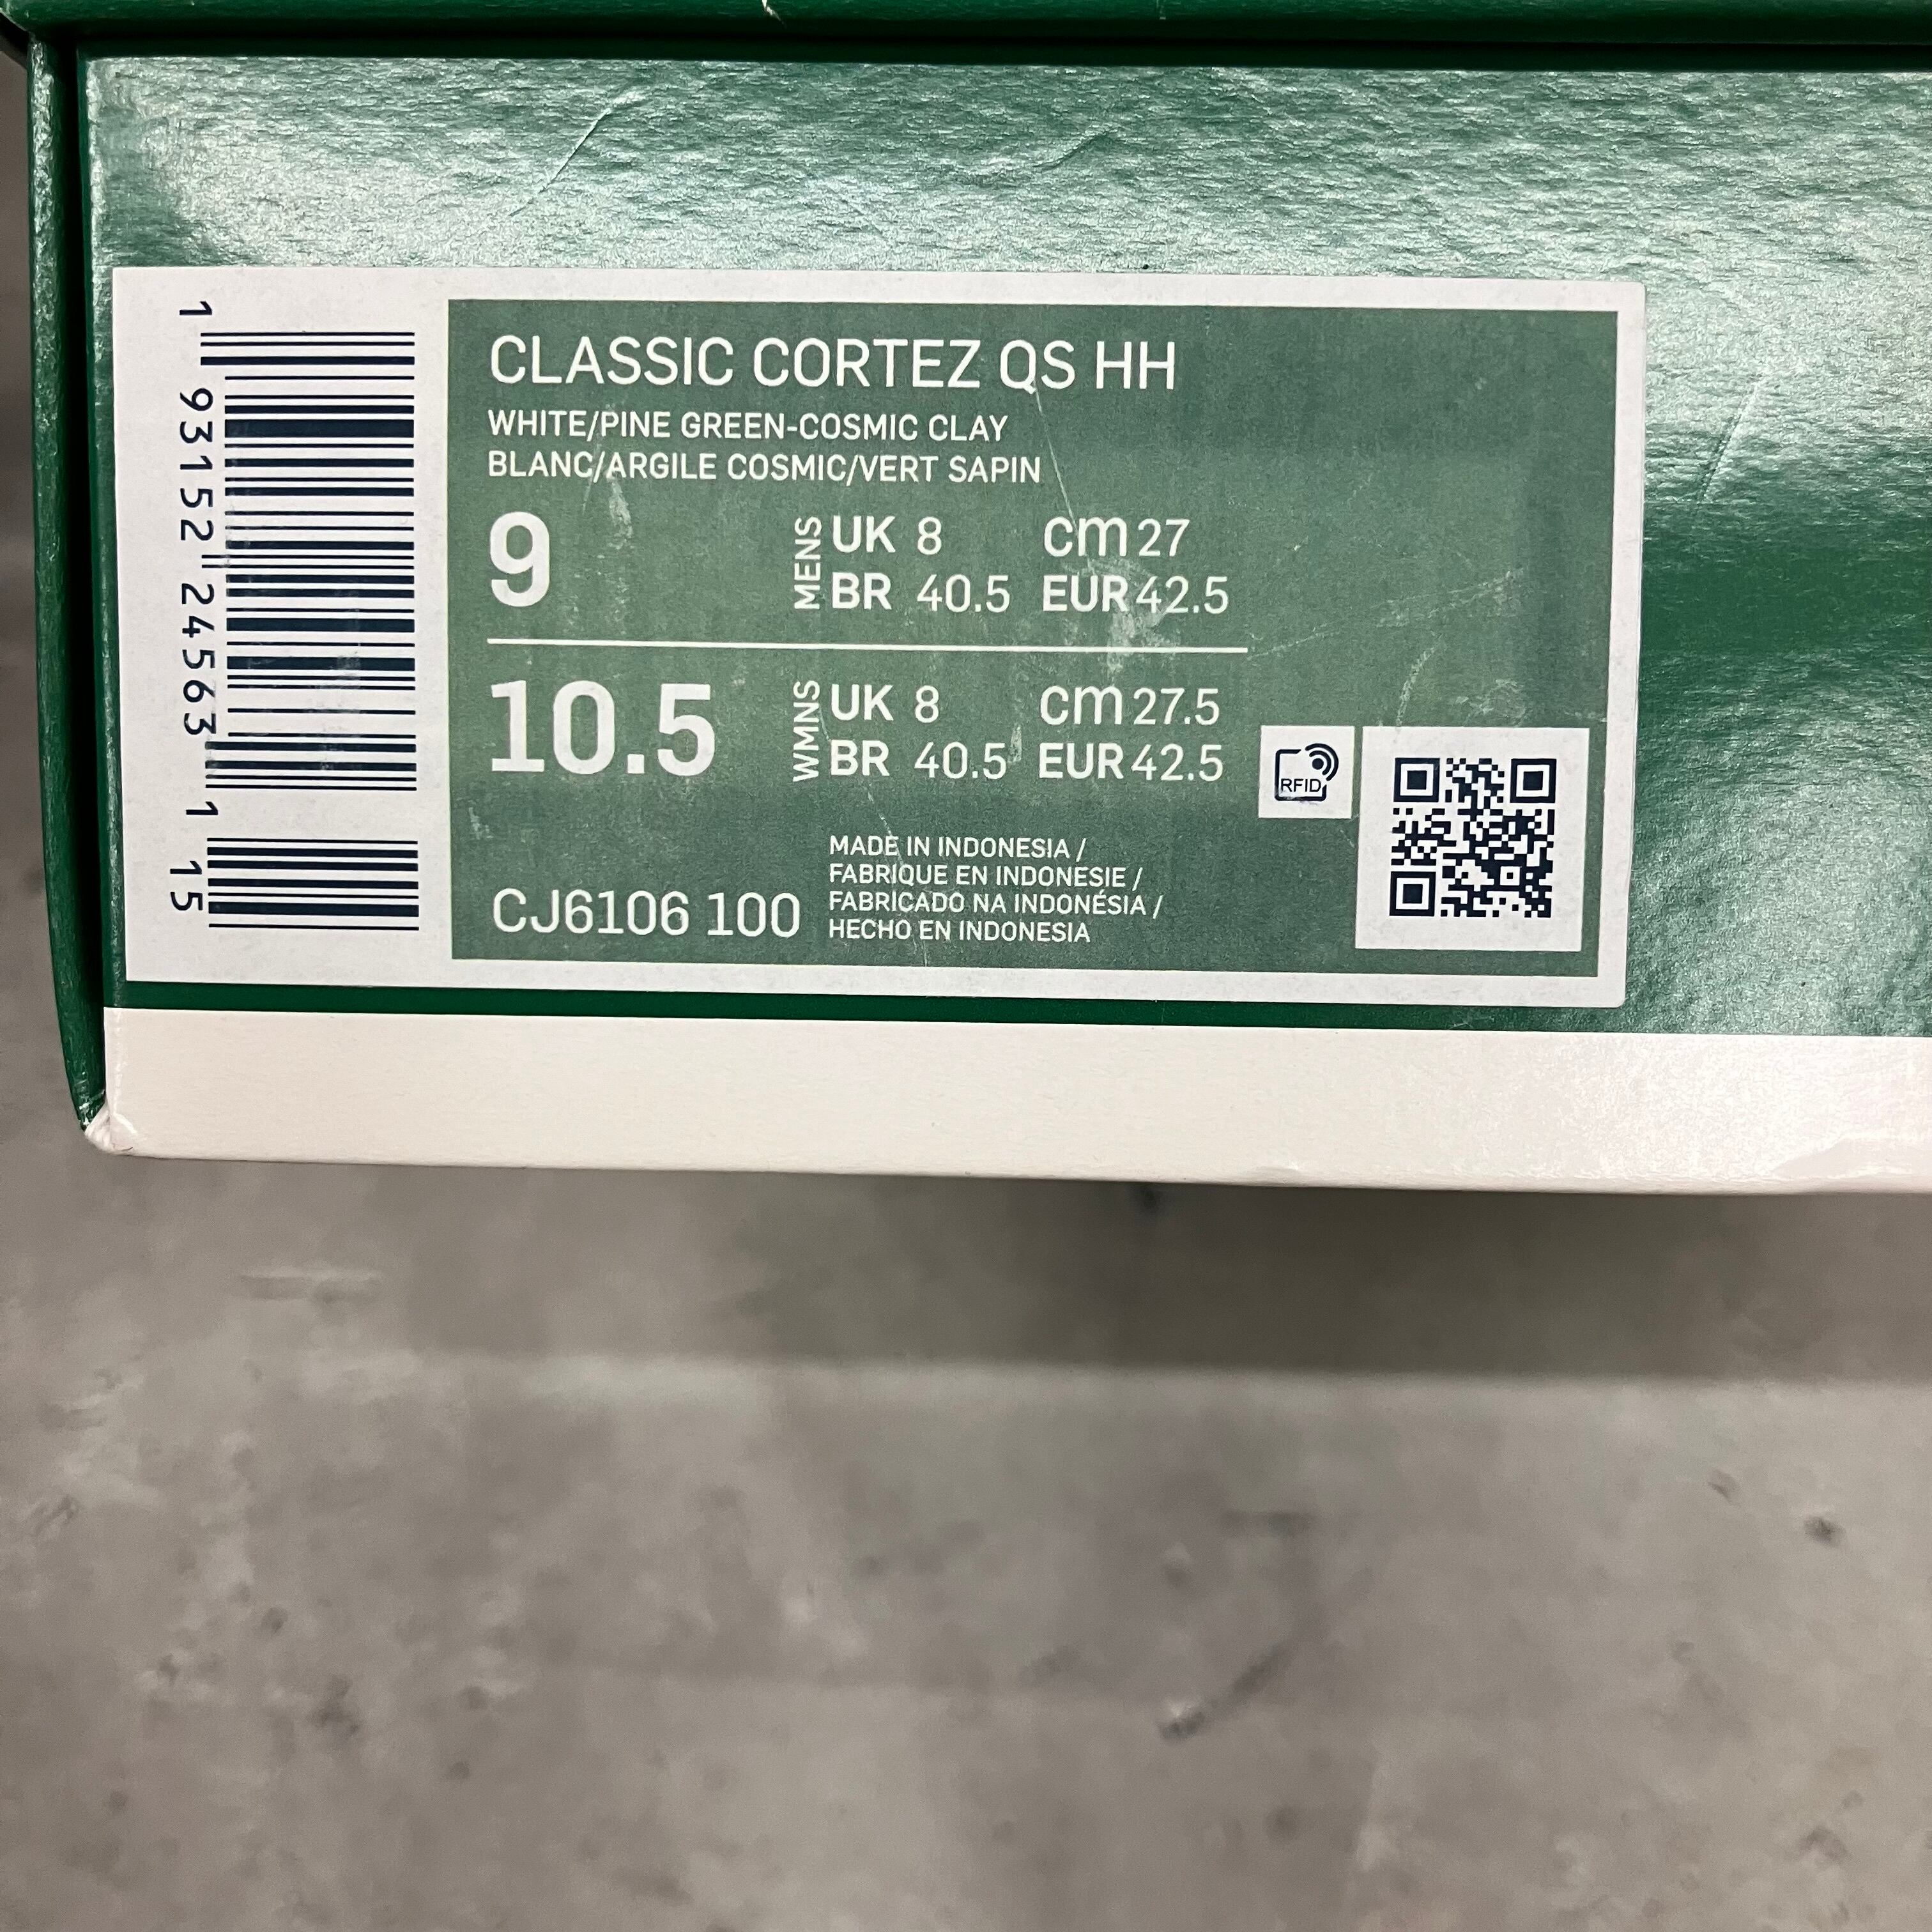 1 93152 24563 1 15
CLASSIC CORTEZ QS HH
WHITE/PINE GREEN-COSMIC CLAY
BLANC/ARGILE COSMIC/VERT SAPIN
9 MENS UK 8 cm 27
BR 40.5 EUR 42.5
10.5 WMNS UK 8 cm 27.5
BR 40.5 EUR 42.5
RFID
MADE IN INDONESIA /
FABRIQUE EN INDONESIE /
FABRICADO NA INDONÉSIA /
HECHO EN INDONESIA
CJ6106 100